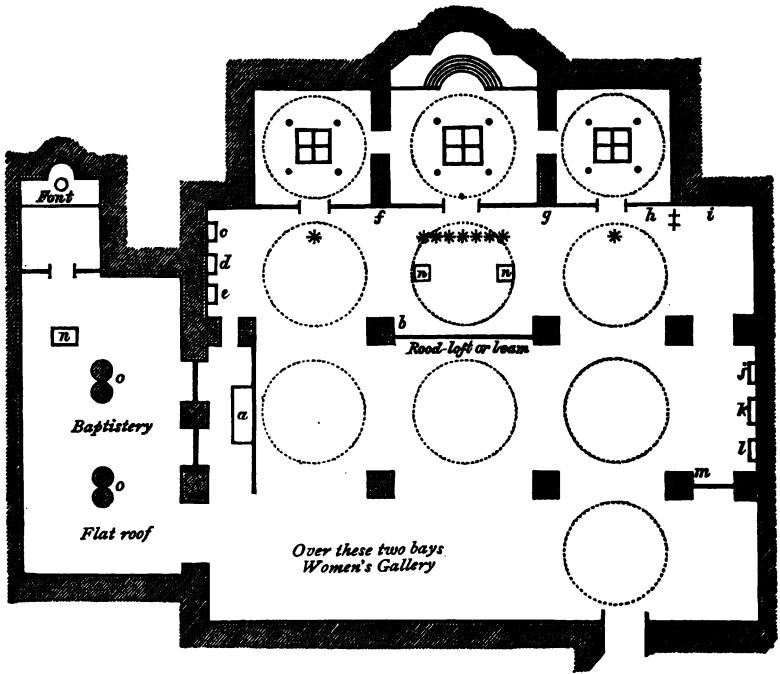 Font
f
g
h
i
c
d
e
n
n
n
b
Rood-loft or beam
o
Baptistery
a
j
k
l
m
o
Flat roof
Over these two bays
Women's Gallery